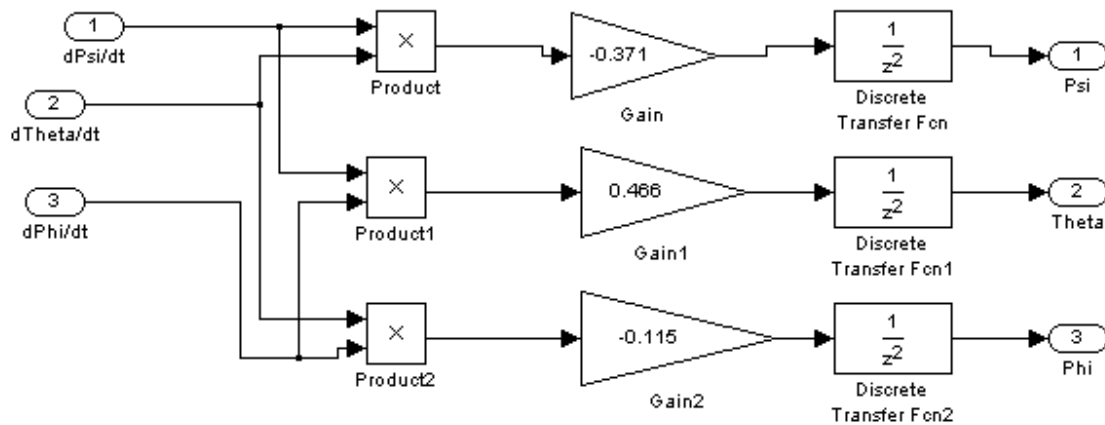 1
dPsi/dt
2
dTheta/dt
3
dPhi/dt
×
Product
×
Product1
×
Product2
-0.371
Gain
0.466
Gain1
-0.115
Gain2
1
z²
Discrete
Transfer Fcn
1
z²
Discrete
Transfer Fcn1
1
z²
Discrete
Transfer Fcn2
1
Psi
2
Theta
3
Phi